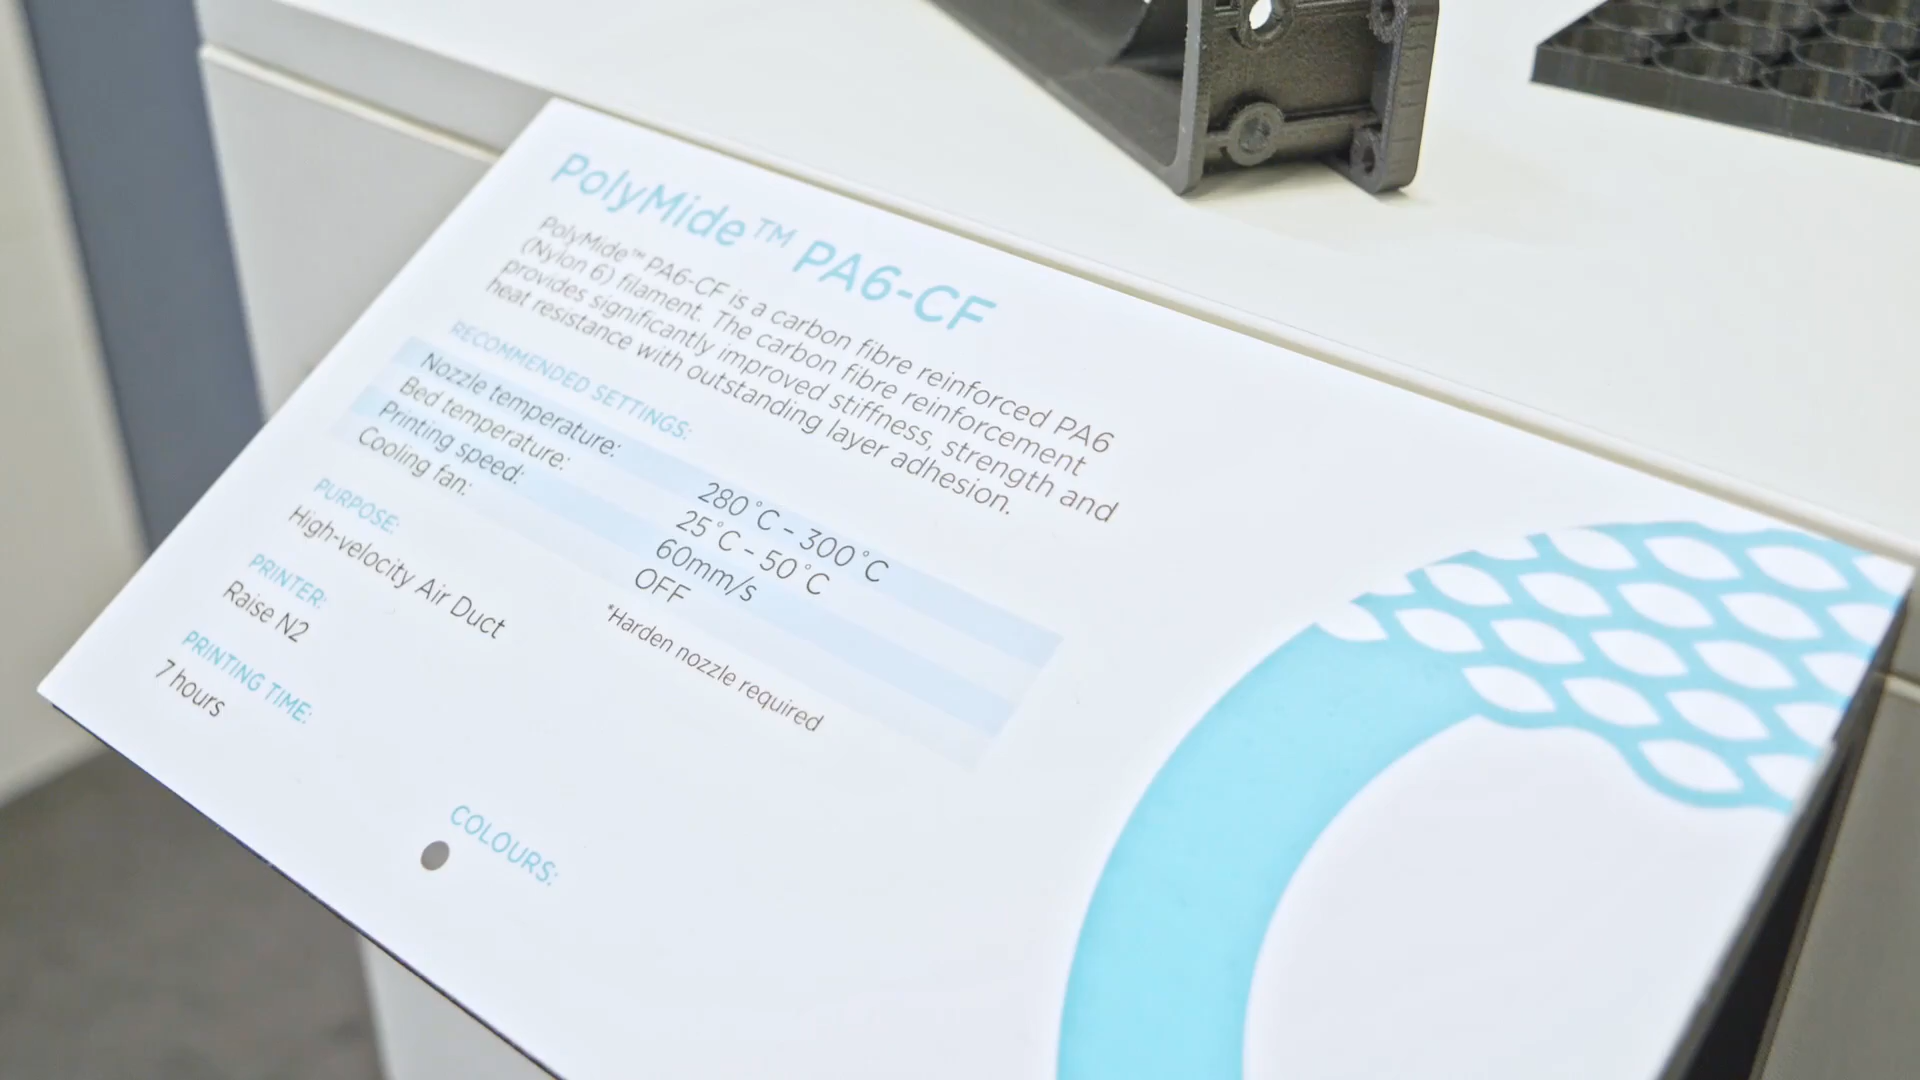 PolyMide™ PA6-CF
PolyMide™ PA6-CF is a carbon fibre reinforced PA6
(Nylon 6) filament. The carbon fibre reinforcement
provides significantly improved stiffness, strength and
heat resistance with outstanding layer adhesion.
RECOMMENDED SETTINGS:
Nozzle temperature: 280°C - 300°C
Bed temperature: 25°C - 50°C
Printing speed: 60mm/s
Cooling fan: OFF
*Harden nozzle required
PURPOSE:
High-velocity Air Duct
PRINTER:
Raise N2
PRINTING TIME:
7 hours
COLOURS: